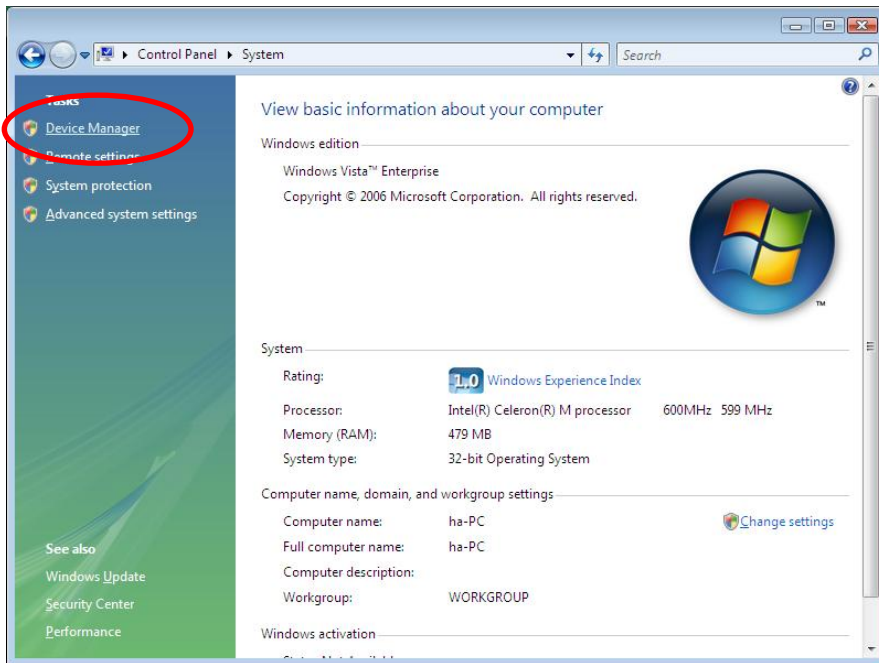 Control Panel ▸ System
Search
Tasks
Device Manager
Remote settings
System protection
Advanced system settings
See also
Windows Update
Security Center
Performance
View basic information about your computer
Windows edition
Windows Vista™ Enterprise
Copyright © 2006 Microsoft Corporation. All rights reserved.
TM
System
Rating: 1.0 Windows Experience Index
Processor: Intel(R) Celeron(R) M processor 600MHz 599 MHz
Memory (RAM): 479 MB
System type: 32-bit Operating System
Computer name, domain, and workgroup settings
Computer name: ha-PC Change settings
Full computer name: ha-PC
Computer description:
Workgroup: WORKGROUP
Windows activation